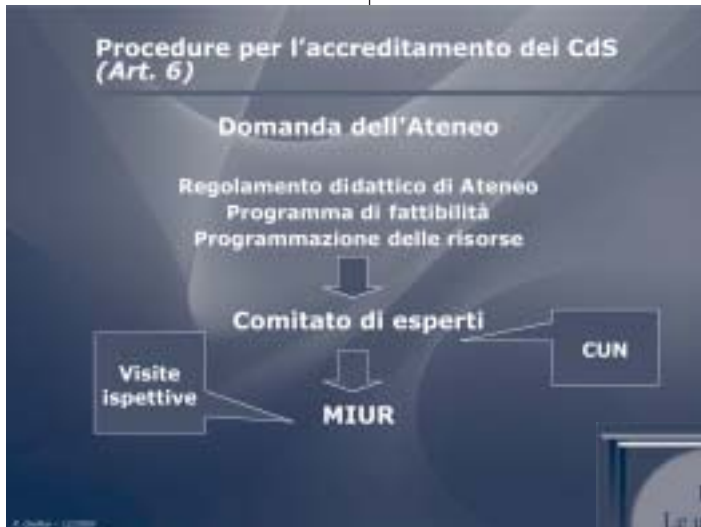 Procedure per l'accreditamento dei CdS
(Art. 6)
Domanda dell'Ateneo
Regolamento didattico di Ateneo
Programma di fattibilità
Programmazione delle risorse
Comitato di esperti
CUN
Visite
ispettive
MIUR